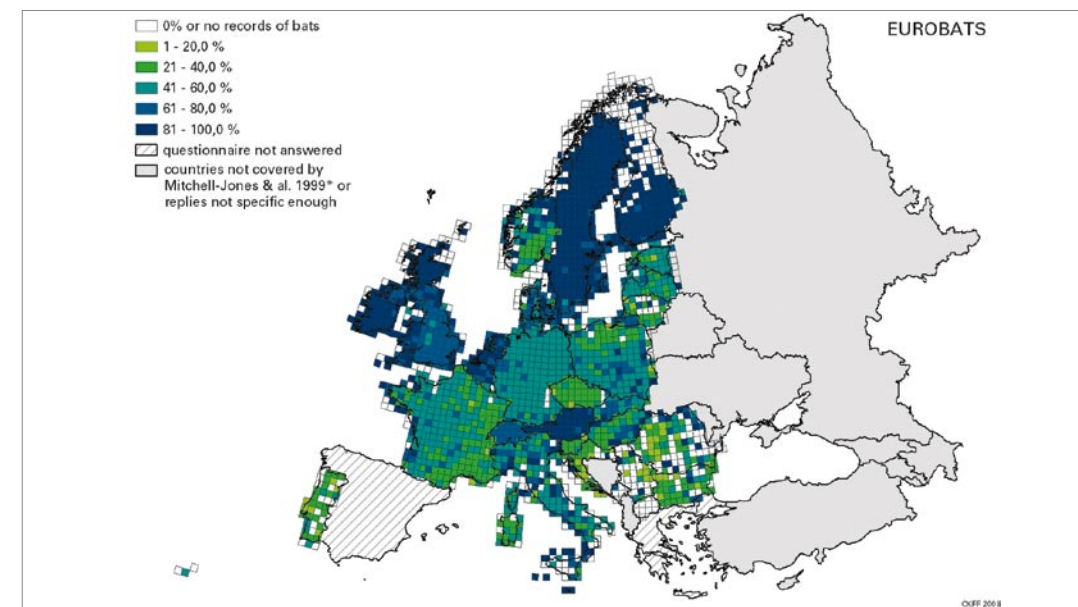 EUROBATS
0% or no records of bats
1 - 20,0 %
21 - 40,0 %
41 - 60,0 %
61 - 80,0 %
81 - 100,0 %
questionnaire not answered
countries not covered by
Mitchell-Jones & al. 1999* or
replies not specific enough